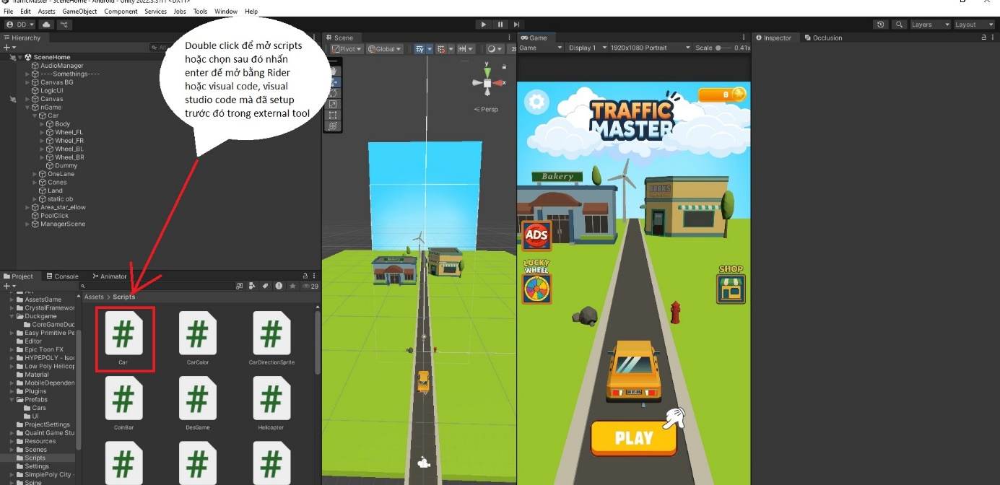 TrafficMaster - SceneHome - Android - Unity 2022.3.57f1 <DX11>
File Edit Assets GameObject Component Services Jobs Tools Window Help
DD
Layers Layout
Hierarchy
All
SceneHome
AudioManager
----Somethings----
Canvas BG
LogicUI
Canvas
nGame
Car
Body
Wheel_FL
Wheel_FR
Wheel_BL
Wheel_BR
Dummy
OneLane
Cones
Land
static ob
Area_star_ellow
PoolClick
ManagerScene
Double click để mở scripts
hoặc chọn sau đó nhấn
enter để mở bằng Rider
hoặc visual code, visual
studio code mà đã setup
trước đó trong external tool
Scene
Pivot Global
y
x
Persp
Game
Game Display 1 1920x1080 Portrait Scale 0.41x
0
TRAFFIC
MASTER
Bakery
BOOKS
ADS
LUCKY
WHEEL
SHOP
PLAY
Inspector Occlusion
Project Console Animator
29
AssetsGame
CrystalFramewor
Duckgame
CoreGameDuc
Easy Primitive Pe
Editor
Epic Toon FX
HYPEPOLY - Isor
Low Poly Helicop
Material
MobileDependen
Plugins
Prefabs
Cars
Ui
ProjectSettings
Quaint Game Stu
Resources
Scenes
Scripts
Settings
SimplePoly City -
Spine
Assets > Scripts
Car CarColor CarDirectionSprite
CoinBar DesGame Helicopter